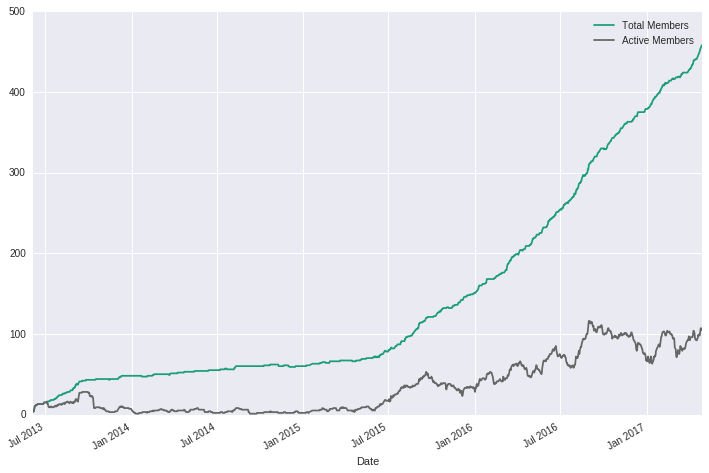 500
Total Members
Active Members
400
300
200
100
0
Jul 2013
Jan 2014
Jul 2014
Jan 2015
Jul 2015
Jan 2016
Jul 2016
Jan 2017
Date